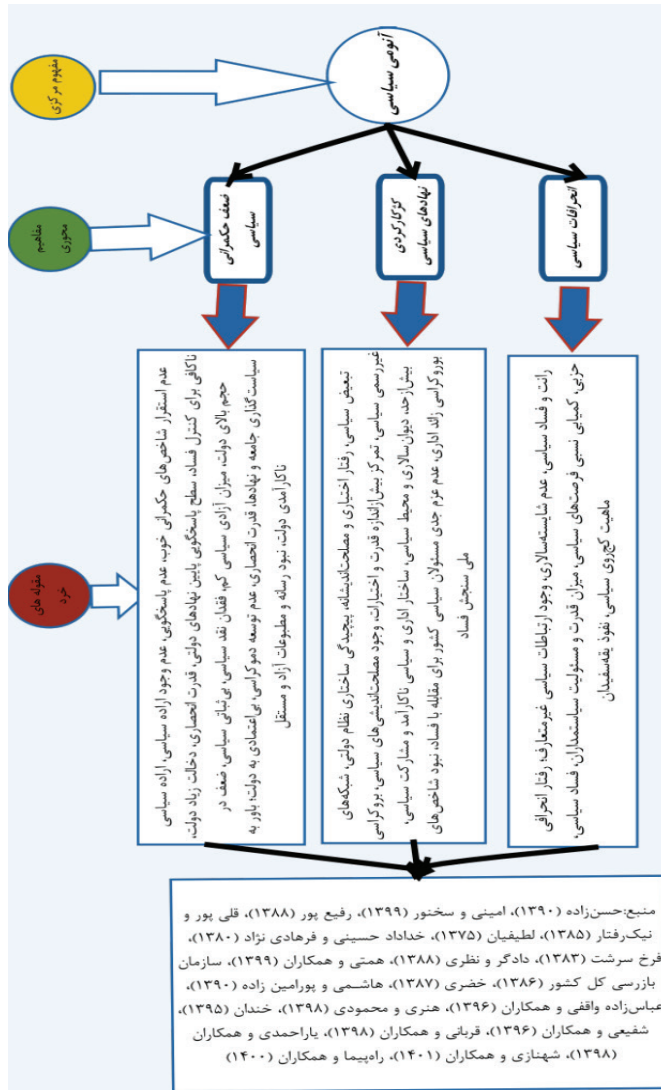 مفهوم مرکزی
آنومی سیاسی
مفاهیم
محوری
ضعف حکمرانی
سیاسی
کژکارکردی
نهادهای سیاسی
انحرافات سیاسی
مقوله های
خرد
عدم استقرار شاخص‌های حکمرانی خوب، عدم پاسخگویی، عدم وجود اراده سیاسی، اراده سیاسی
ناکافی برای کنترل فساد، سطح پاسخگویی پایین نهادهای دولتی، قدرت انحصاری، دخالت زیاد دولت،
حجم بالای دولت، میزان آزادی سیاسی کم، فقدان نقد سیاسی، بی‌ثباتی سیاسی، ضعف در
سیاست‌گذاری جامعه و نهادها، قدرت انحصاری، عدم توسعه دموکراسی، بی‌اعتمادی به دولت؛ باور به
ناکارآمدی دولت، نبود رسانه و مطبوعات آزاد و مستقل
تبعیض سیاسی، رفتار اختیاری و مصلحت‌اندیشانه، پیچیدگی ساختاری نظام دولتی، شبکه‌های
غیررسمی سیاسی، تمرکز بیش‌ازاندازه قدرت و اختیارات، وجود مصلحت‌اندیشی‌های سیاسی، بروکراسی
بیش‌ازحد، دیوان‌سالاری و محیط سیاسی، ساختار اداری و سیاسی ناکارآمد و مشارکت سیاسی،
بوروکراسی زائد اداری، عدم عزم جدی مسئولان سیاسی کشور برای مقابله با فساد، نبود شاخص‌های
ملی سنجش فساد
رانت و فساد سیاسی، عدم شایسته‌سالاری، وجود ارتباطات سیاسی غیرمتعارف، رفتار انحرافی
حزبی، کمیابی نسبی فرصت‌های سیاسی، میزان قدرت و مسئولیت سیاستمداران، فساد سیاسی،
ماهیت کج‌روی سیاسی، نفوذ یقه‌سفیدان
منبع:حسن‌زاده (۱۳۹۰)، امینی و سخنور (۱۳۹۹)، رفیع پور (۱۳۸۸)، قلی پور و
نیک‌رفتار (۱۳۸۵)، لطیفیان (۱۳۷۵)، خداداد حسینی و فرهادی نژاد (۱۳۸۰)،
فرخ سرشت (۱۳۸۳)، دادگر و نظری (۱۳۸۸)، همتی و همکاران (۱۳۹۹)، سازمان
بازرسی کل کشور (۱۳۸۶)، خضری (۱۳۸۷)، هاشمی و پورامین زاده (۱۳۹۰)،
عباس‌زاده واقفی و همکاران (۱۳۹۶)، هنری و محمودی (۱۳۹۸)، خندان (۱۳۹۵)،
شفیعی و همکاران (۱۳۹۶)، قربانی و همکاران (۱۳۹۸)، یاراحمدی و همکاران
(۱۳۹۸)، شهنازی و همکاران (۱۴۰۱)، راه‌پیما و همکاران (۱۴۰۰)